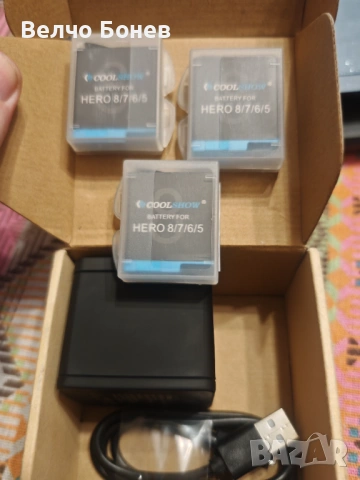 Велчо Бонев
COOLSHOW
BATTERY FOR
HERO 8/7/6/5
COOLSHOW
BATTERY FOR
HERO 8/7/6/5
COOLSHOW
BATTERY FOR
HERO 8/7/6/5
BAZAR